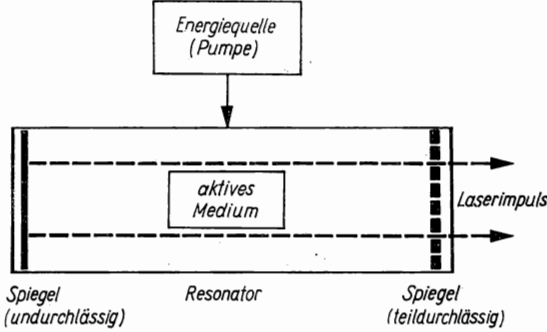 Energiequelle
(Pumpe)
aktives
Medium
Laserimpuls
Spiegel
(undurchlässig)
Resonator
Spiegel
(teildurchlässig)